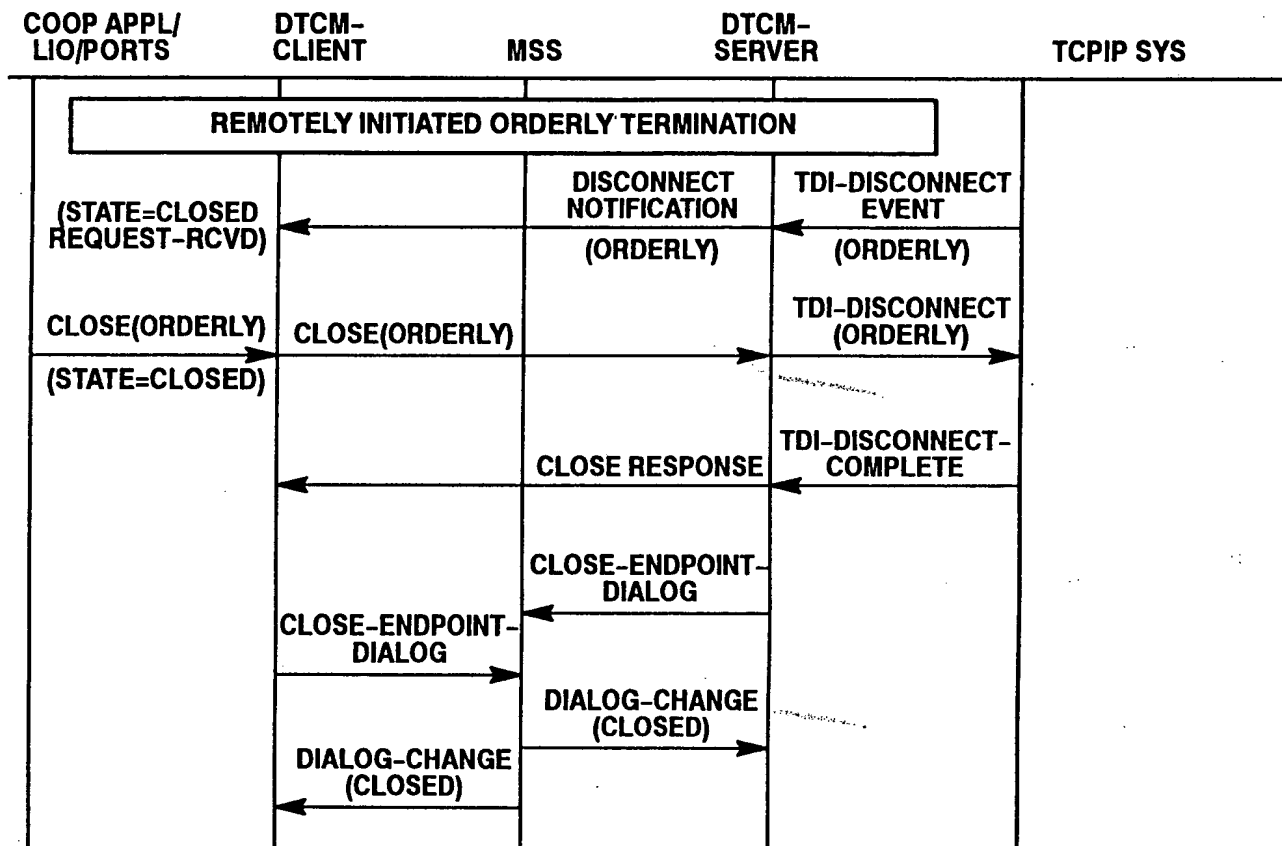 COOP APPL/
LIO/PORTS
DTCM-
CLIENT
MSS
DTCM-
SERVER
TCPIP SYS
REMOTELY INITIATED ORDERLY TERMINATION
(STATE=CLOSED
REQUEST-RCVD)
DISCONNECT
NOTIFICATION
(ORDERLY)
TDI-DISCONNECT
EVENT
(ORDERLY)
CLOSE(ORDERLY)
(STATE=CLOSED)
CLOSE(ORDERLY)
TDI-DISCONNECT
(ORDERLY)
CLOSE RESPONSE
TDI-DISCONNECT-
COMPLETE
CLOSE-ENDPOINT-
DIALOG
CLOSE-ENDPOINT-
DIALOG
DIALOG-CHANGE
(CLOSED)
DIALOG-CHANGE
(CLOSED)